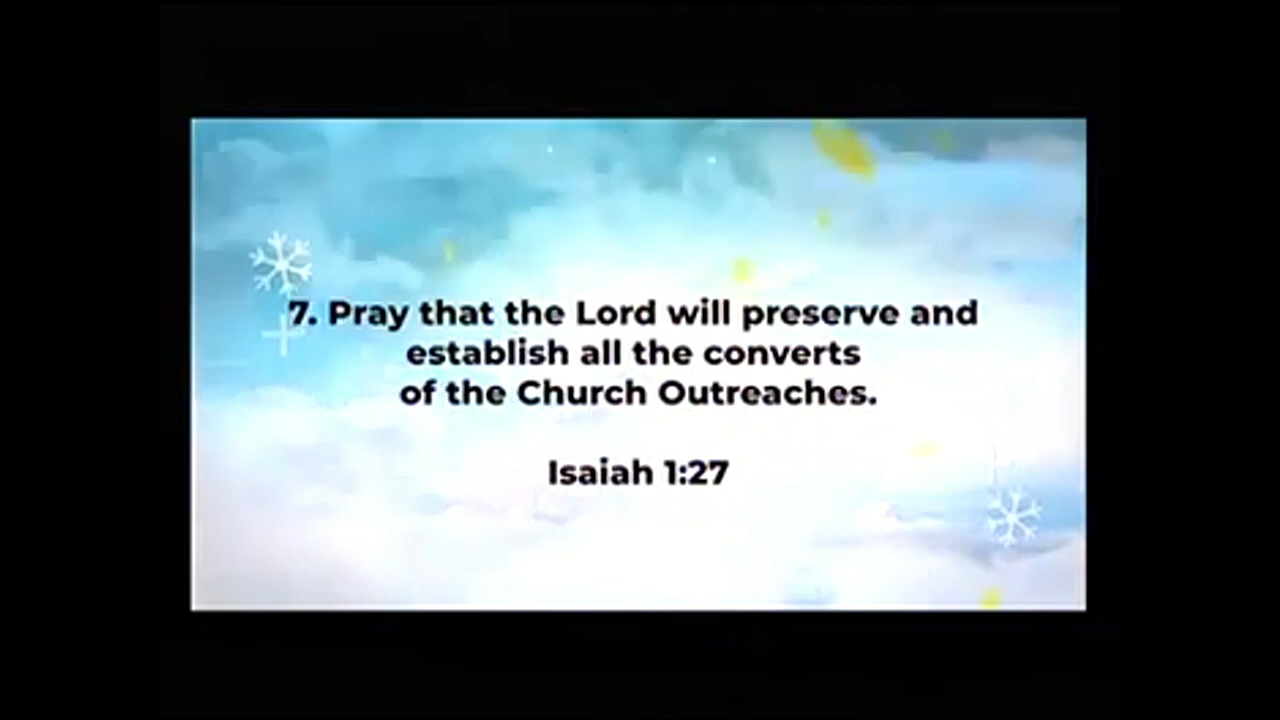 7. Pray that the Lord will preserve and
establish all the converts
of the Church Outreaches.
Isaiah 1:27